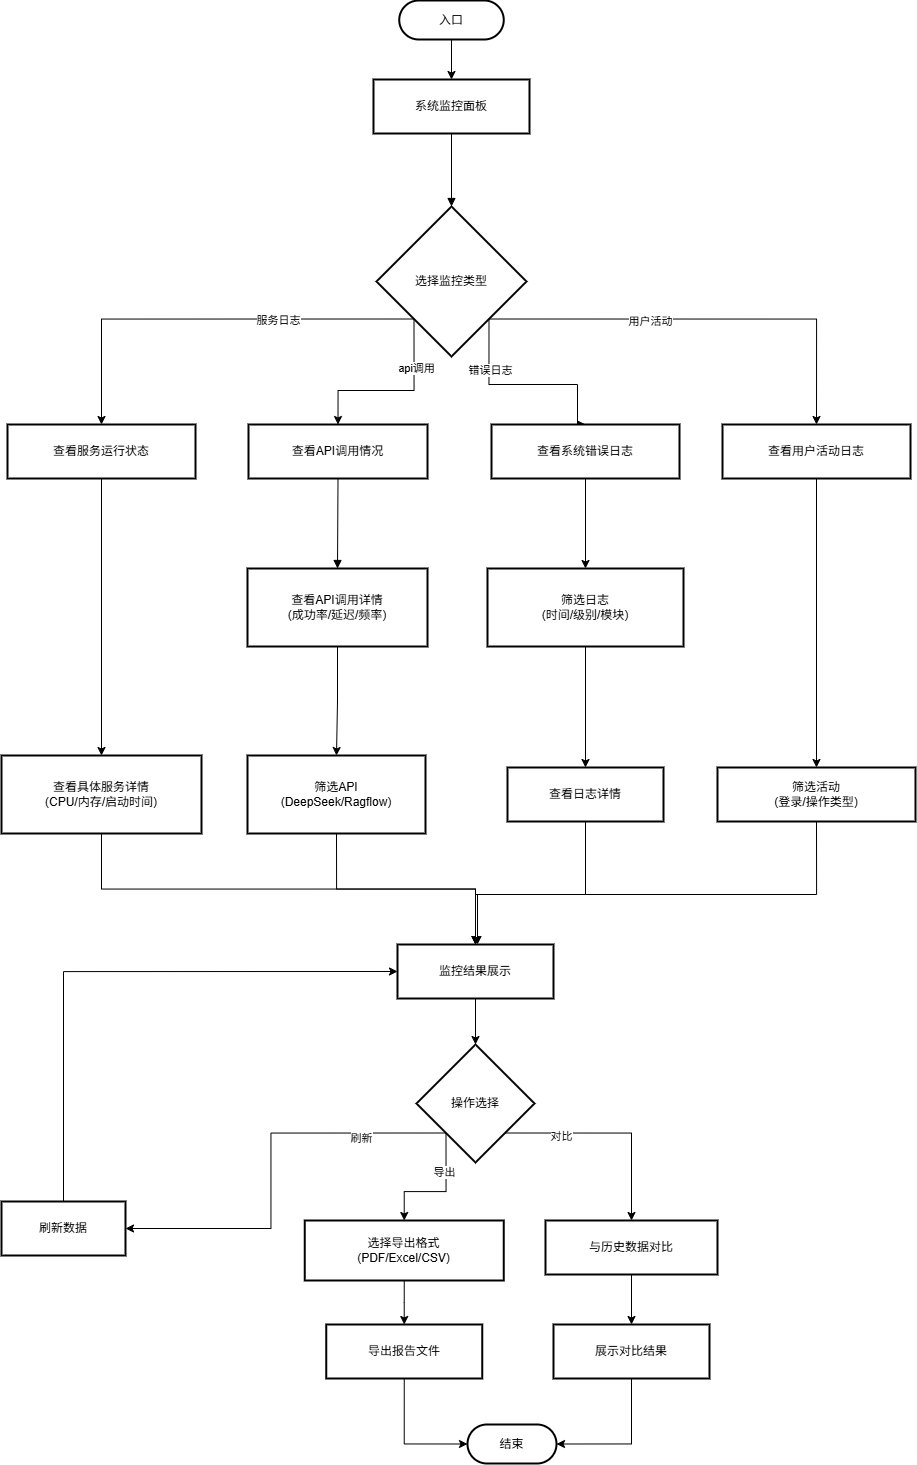 入口
系统监控面板
选择监控类型
服务日志
用户活动
api调用
错误日志
查看服务运行状态
查看API调用情况
查看系统错误日志
查看用户活动日志
查看API调用详情
(成功率/延迟/频率)
筛选日志
(时间/级别/模块)
查看具体服务详情
(CPU/内存/启动时间)
筛选API
(DeepSeek/Ragflow)
查看日志详情
筛选活动
(登录/操作类型)
监控结果展示
操作选择
刷新
对比
导出
刷新数据
选择导出格式
(PDF/Excel/CSV)
与历史数据对比
导出报告文件
展示对比结果
结束